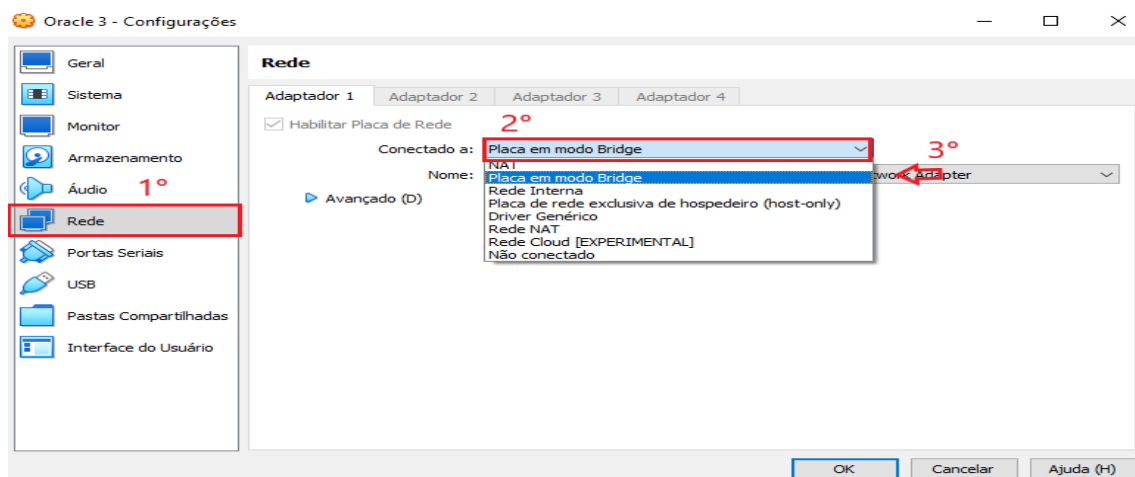 Oracle 3 - Configurações
Geral
Sistema
Monitor
Armazenamento
Áudio
1°
Rede
Portas Seriais
USB
Pastas Compartilhadas
Interface do Usuário
Rede
Adaptador 1 Adaptador 2 Adaptador 3 Adaptador 4
Habilitar Placa de Rede
2°
Conectado a: Placa em modo Bridge
3°
Nome: Adapter
NAT
Placa em modo Bridge
Rede Interna
Placa de rede exclusiva de hospedeiro (host-only)
Driver Genérico
Rede NAT
Rede Cloud [EXPERIMENTAL]
Não conectado
Avançado (D)
OK Cancelar Ajuda (H)